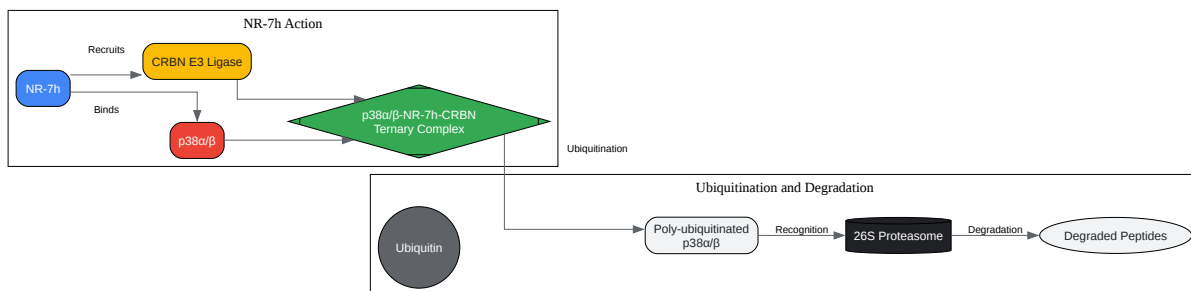 NR-7h Action
Recruits
CRBN E3 Ligase
NR-7h
Binds
p38α/β
p38α/β-NR-7h-CRBN
Ternary Complex
Ubiquitination
Ubiquitination and Degradation
Ubiquitin
Poly-ubiquitinated
p38α/β
Recognition
26S Proteasome
Degradation
Degraded Peptides